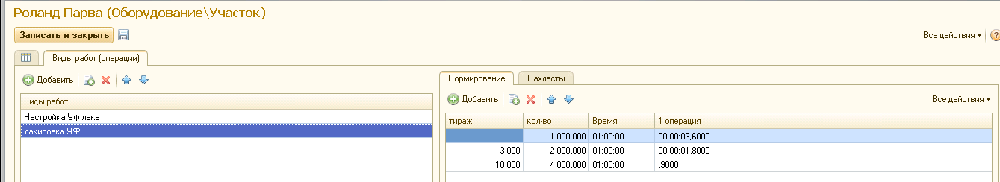 Роланд Парва (Оборудование\Участок)
Записать и закрыть
Все действия
?
Виды работ (операции)
Добавить
Виды работ
Настройка УФ лака
лакировка УФ
Нормирование
Нахлесты
Добавить
Все действия
тираж кол-во Время 1 операция
1 1 000,000 01:00:00 00:00:03,6000
3 000 2 000,000 01:00:00 00:00:01,8000
10 000 4 000,000 01:00:00 ,9000